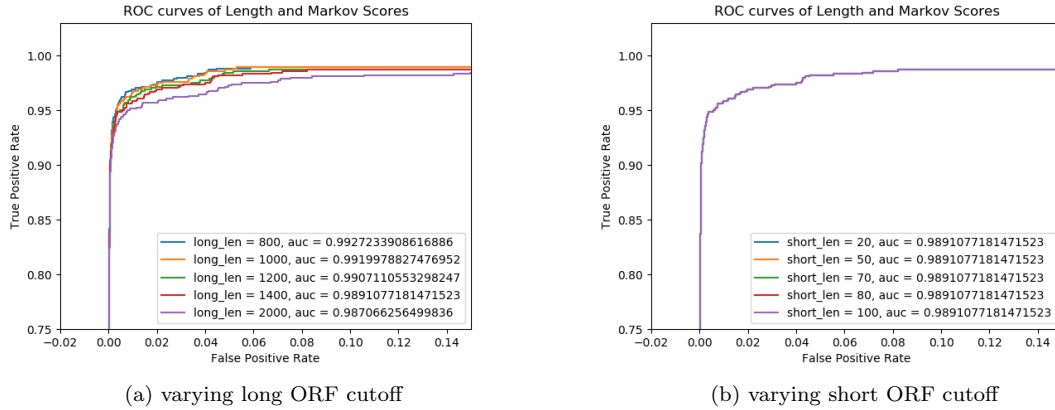 ROC curves of Length and Markov Scores
1.00
0.95
0.90
0.85
0.80
0.75
True Positive Rate
long_len = 800, auc = 0.9927233908616886
long_len = 1000, auc = 0.9919978827476952
long_len = 1200, auc = 0.9907110553298247
long_len = 1400, auc = 0.9891077181471523
long_len = 2000, auc = 0.987066256499836
−0.02 0.00 0.02 0.04 0.06 0.08 0.10 0.12 0.14
False Positive Rate
(a) varying long ORF cutoff
ROC curves of Length and Markov Scores
1.00
0.95
0.90
0.85
0.80
0.75
True Positive Rate
short_len = 20, auc = 0.9891077181471523
short_len = 50, auc = 0.9891077181471523
short_len = 70, auc = 0.9891077181471523
short_len = 80, auc = 0.9891077181471523
short_len = 100, auc = 0.9891077181471523
−0.02 0.00 0.02 0.04 0.06 0.08 0.10 0.12 0.14
False Positive Rate
(b) varying short ORF cutoff